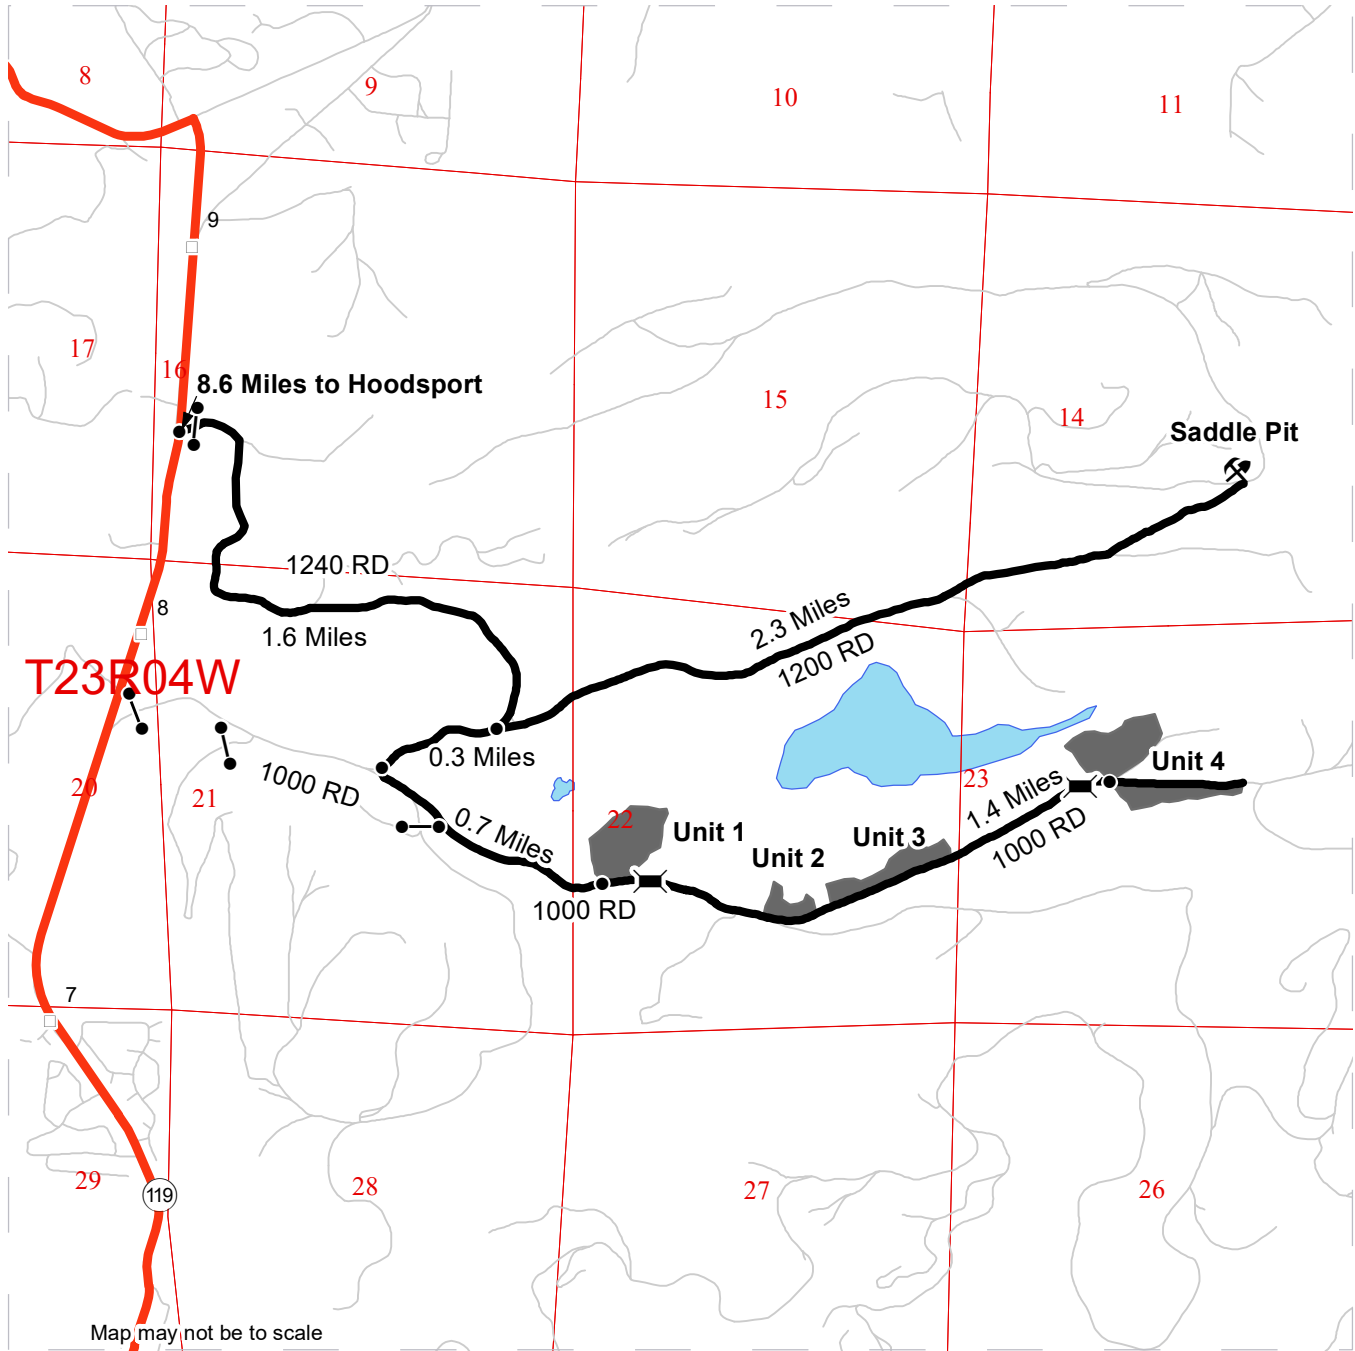 8
9
10
11
9
17
16
8.6 Miles to Hoodsport
15
14
Saddle Pit
1240 RD
8
1.6 Miles
2.3 Miles
1200 RD
T23R04W
0.3 Miles
20
21
1000 RD
0.7 Miles
22
Unit 1
Unit 2
Unit 3
23
1.4 Miles
1000 RD
Unit 4
1000 RD
7
29
119
28
27
26
Map may not be to scale